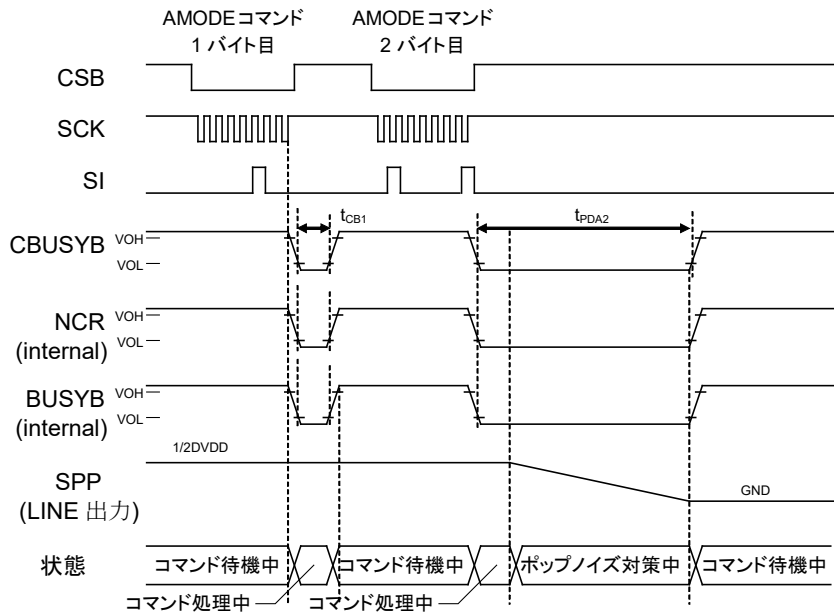 AMODEコマンド
1 バイト目
AMODEコマンド
2 バイト目
CSB
SCK
SI
tCB1
tPDA2
CBUSYB
VOH
VOL
NCR
(internal)
VOH
VOL
BUSYB
(internal)
VOH
VOL
1/2DVDD
SPP
(LINE 出力)
GND
状態
コマンド待機中
コマンド待機中
ポップノイズ対策中
コマンド待機中
コマンド処理中
コマンド処理中